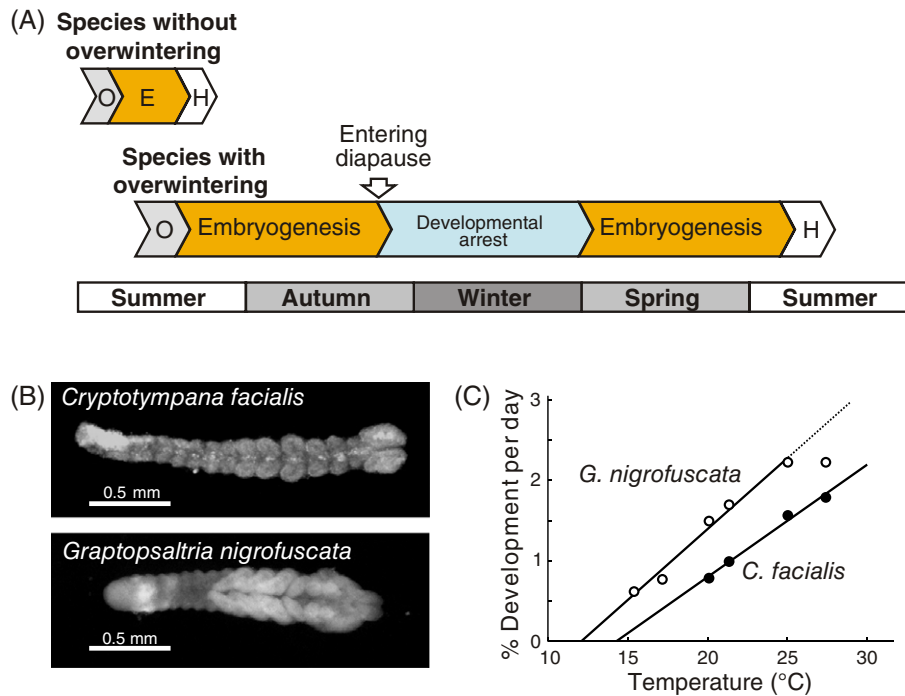 (A)
Species without
overwintering
O E H
Entering
diapause
Species with
overwintering
O Embryogenesis Developmental arrest Embryogenesis H
Summer Autumn Winter Spring Summer
(B)
Cryptotympana facialis
0.5 mm
Graptopsaltria nigrofuscata
0.5 mm
(C)
% Development per day
3
2
1
0
G. nigrofuscata
C. facialis
10 15 20 25 30
Temperature (°C)